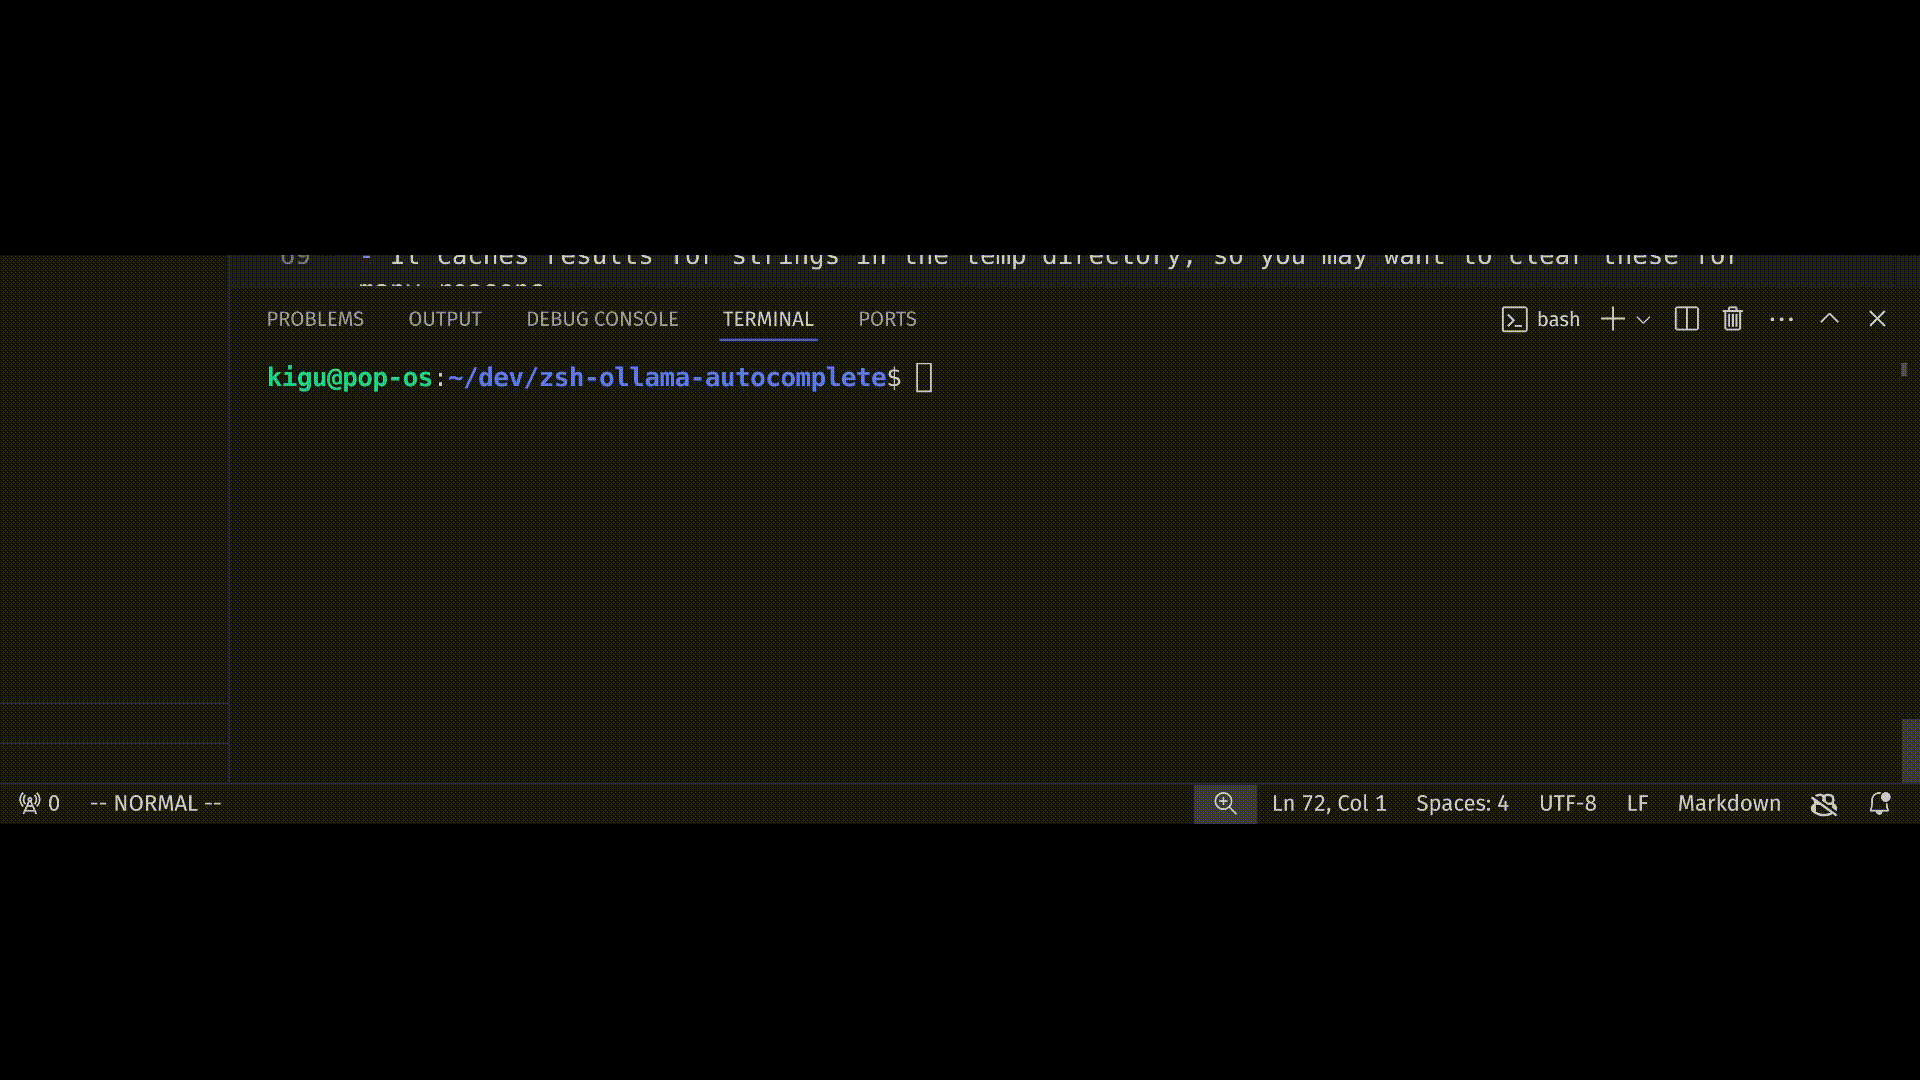 69 - It caches results for strings in the temp directory, so you may want to clear these for
many reasons
PROBLEMS OUTPUT DEBUG CONSOLE TERMINAL PORTS bash
kigu@pop-os:~/dev/zsh-ollama-autocomplete$
0 -- NORMAL -- Ln 72, Col 1 Spaces: 4 UTF-8 LF Markdown